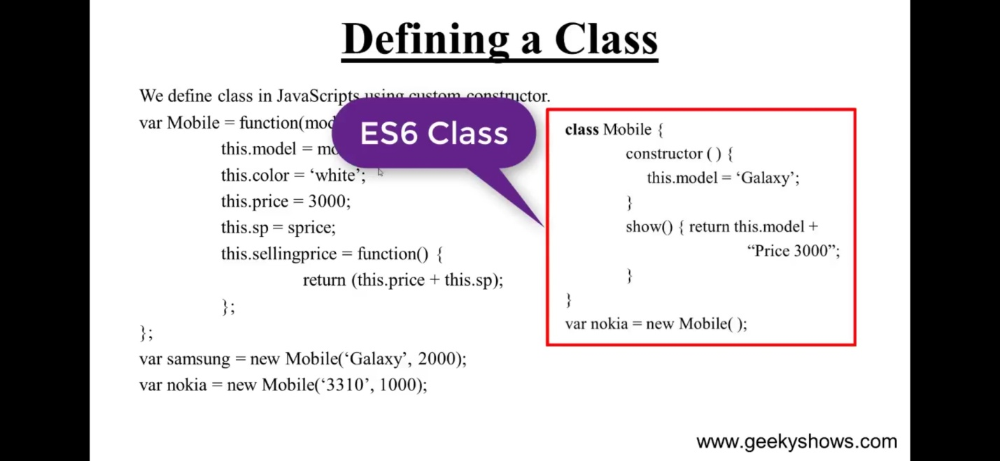 Defining a Class
We define class in JavaScripts using custom constructor.
var Mobile = function(mod
this.model = mo
this.color = ‘white’;
this.price = 3000;
this.sp = sprice;
this.sellingprice = function() {
return (this.price + this.sp);
};
};
var samsung = new Mobile(‘Galaxy’, 2000);
var nokia = new Mobile(‘3310’, 1000);
ES6 Class
class Mobile {
constructor ( ) {
this.model = ‘Galaxy’;
}
show() { return this.model +
“Price 3000”;
}
}
var nokia = new Mobile( );
www.geekyshows.com